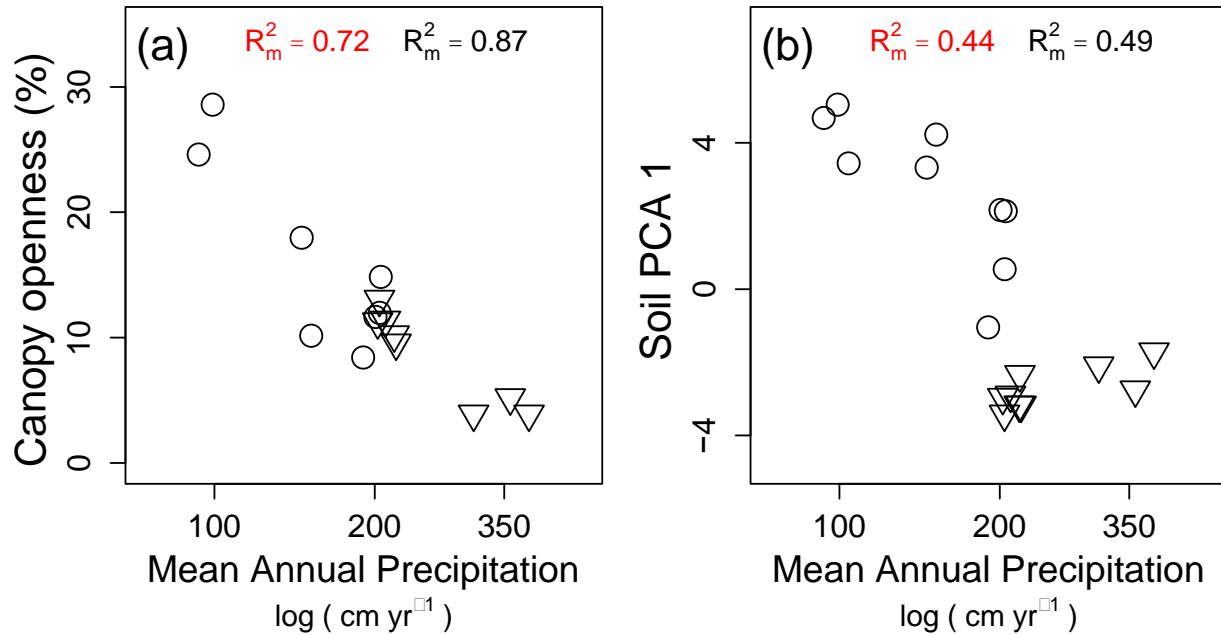 (a) R²ₘ = 0.72 R²ₘ = 0.87
Canopy openness (%)
30
20
10
0
100 200 350
Mean Annual Precipitation
log ( cm yr□1 )
(b) R²ₘ = 0.44 R²ₘ = 0.49
Soil PCA 1
4
0
−4
100 200 350
Mean Annual Precipitation
log ( cm yr□1 )